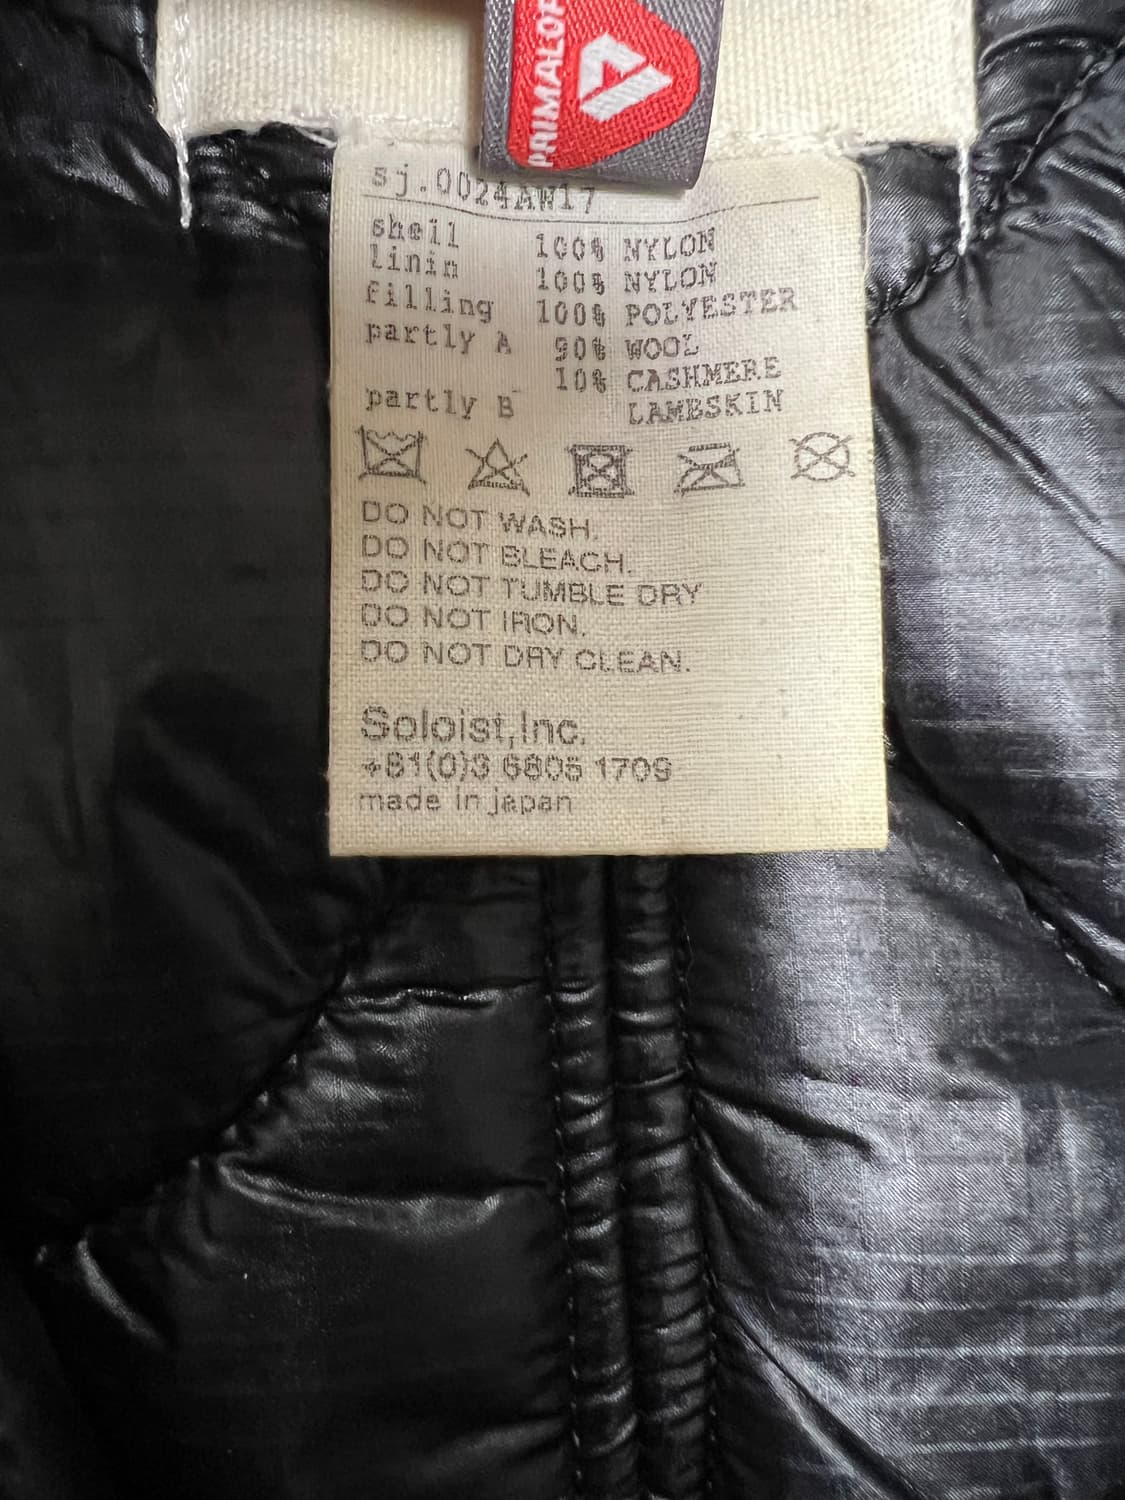 PRIMALOF
sj.0024AW17
shell 100% NYLON
linin 100% NYLON
filling 100% POLYESTER
partly A 90% WOOL
10% CASHMERE
partly B LAMBSKIN
DO NOT WASH.
DO NOT BLEACH.
DO NOT TUMBLE DRY
DO NOT IRON.
DO NOT DRY CLEAN.
Soloist,Inc.
+81(0)3 6805 1709
made in japan